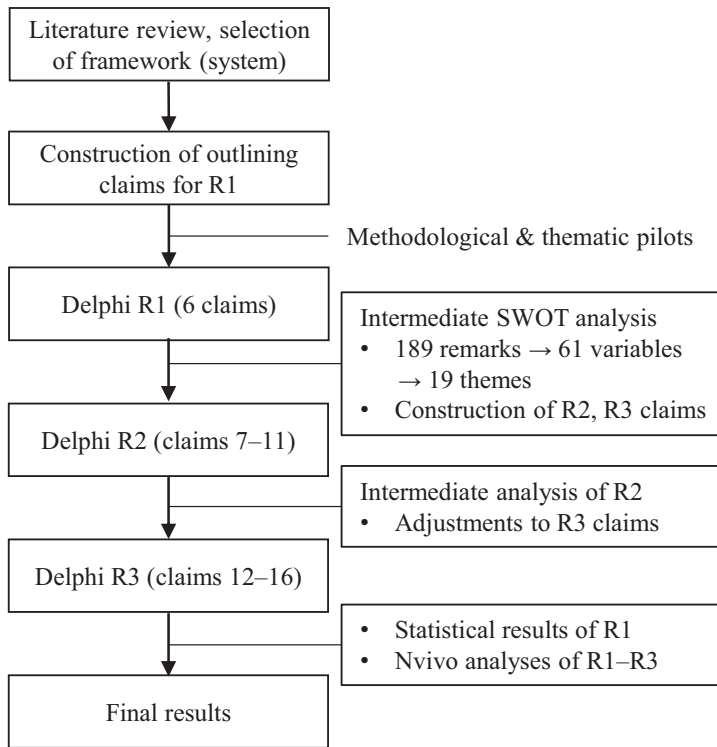 Literature review, selection
of framework (system)
Construction of outlining
claims for R1
Methodological & thematic pilots
Delphi R1 (6 claims)
Intermediate SWOT analysis
• 189 remarks → 61 variables
→ 19 themes
• Construction of R2, R3 claims
Delphi R2 (claims 7–11)
Intermediate analysis of R2
• Adjustments to R3 claims
Delphi R3 (claims 12–16)
• Statistical results of R1
• Nvivo analyses of R1–R3
Final results